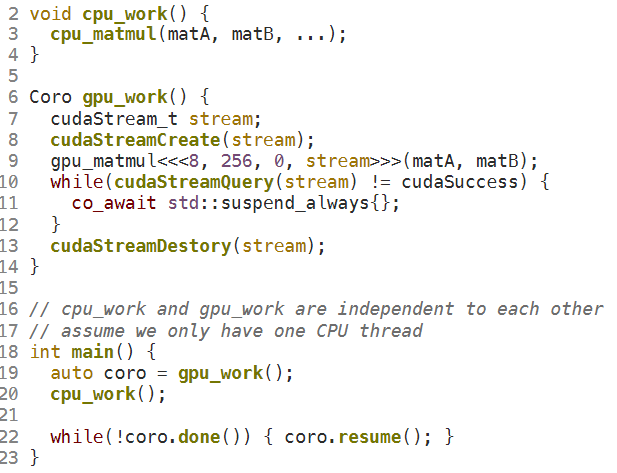 2 void cpu_work() {
3   cpu_matmul(matA, matB, ...);
4 }
5
6 Coro gpu_work() {
7   cudaStream_t stream;
8   cudaStreamCreate(stream);
9   gpu_matmul<<<8, 256, 0, stream>>>(matA, matB);
10   while(cudaStreamQuery(stream) != cudaSuccess) {
11     co_await std::suspend_always{};
12   }
13   cudaStreamDestory(stream);
14 }
15
16 // cpu_work and gpu_work are independent to each other
17 // assume we only have one CPU thread
18 int main() {
19   auto coro = gpu_work();
20   cpu_work();
21
22   while(!coro.done()) { coro.resume(); }
23 }